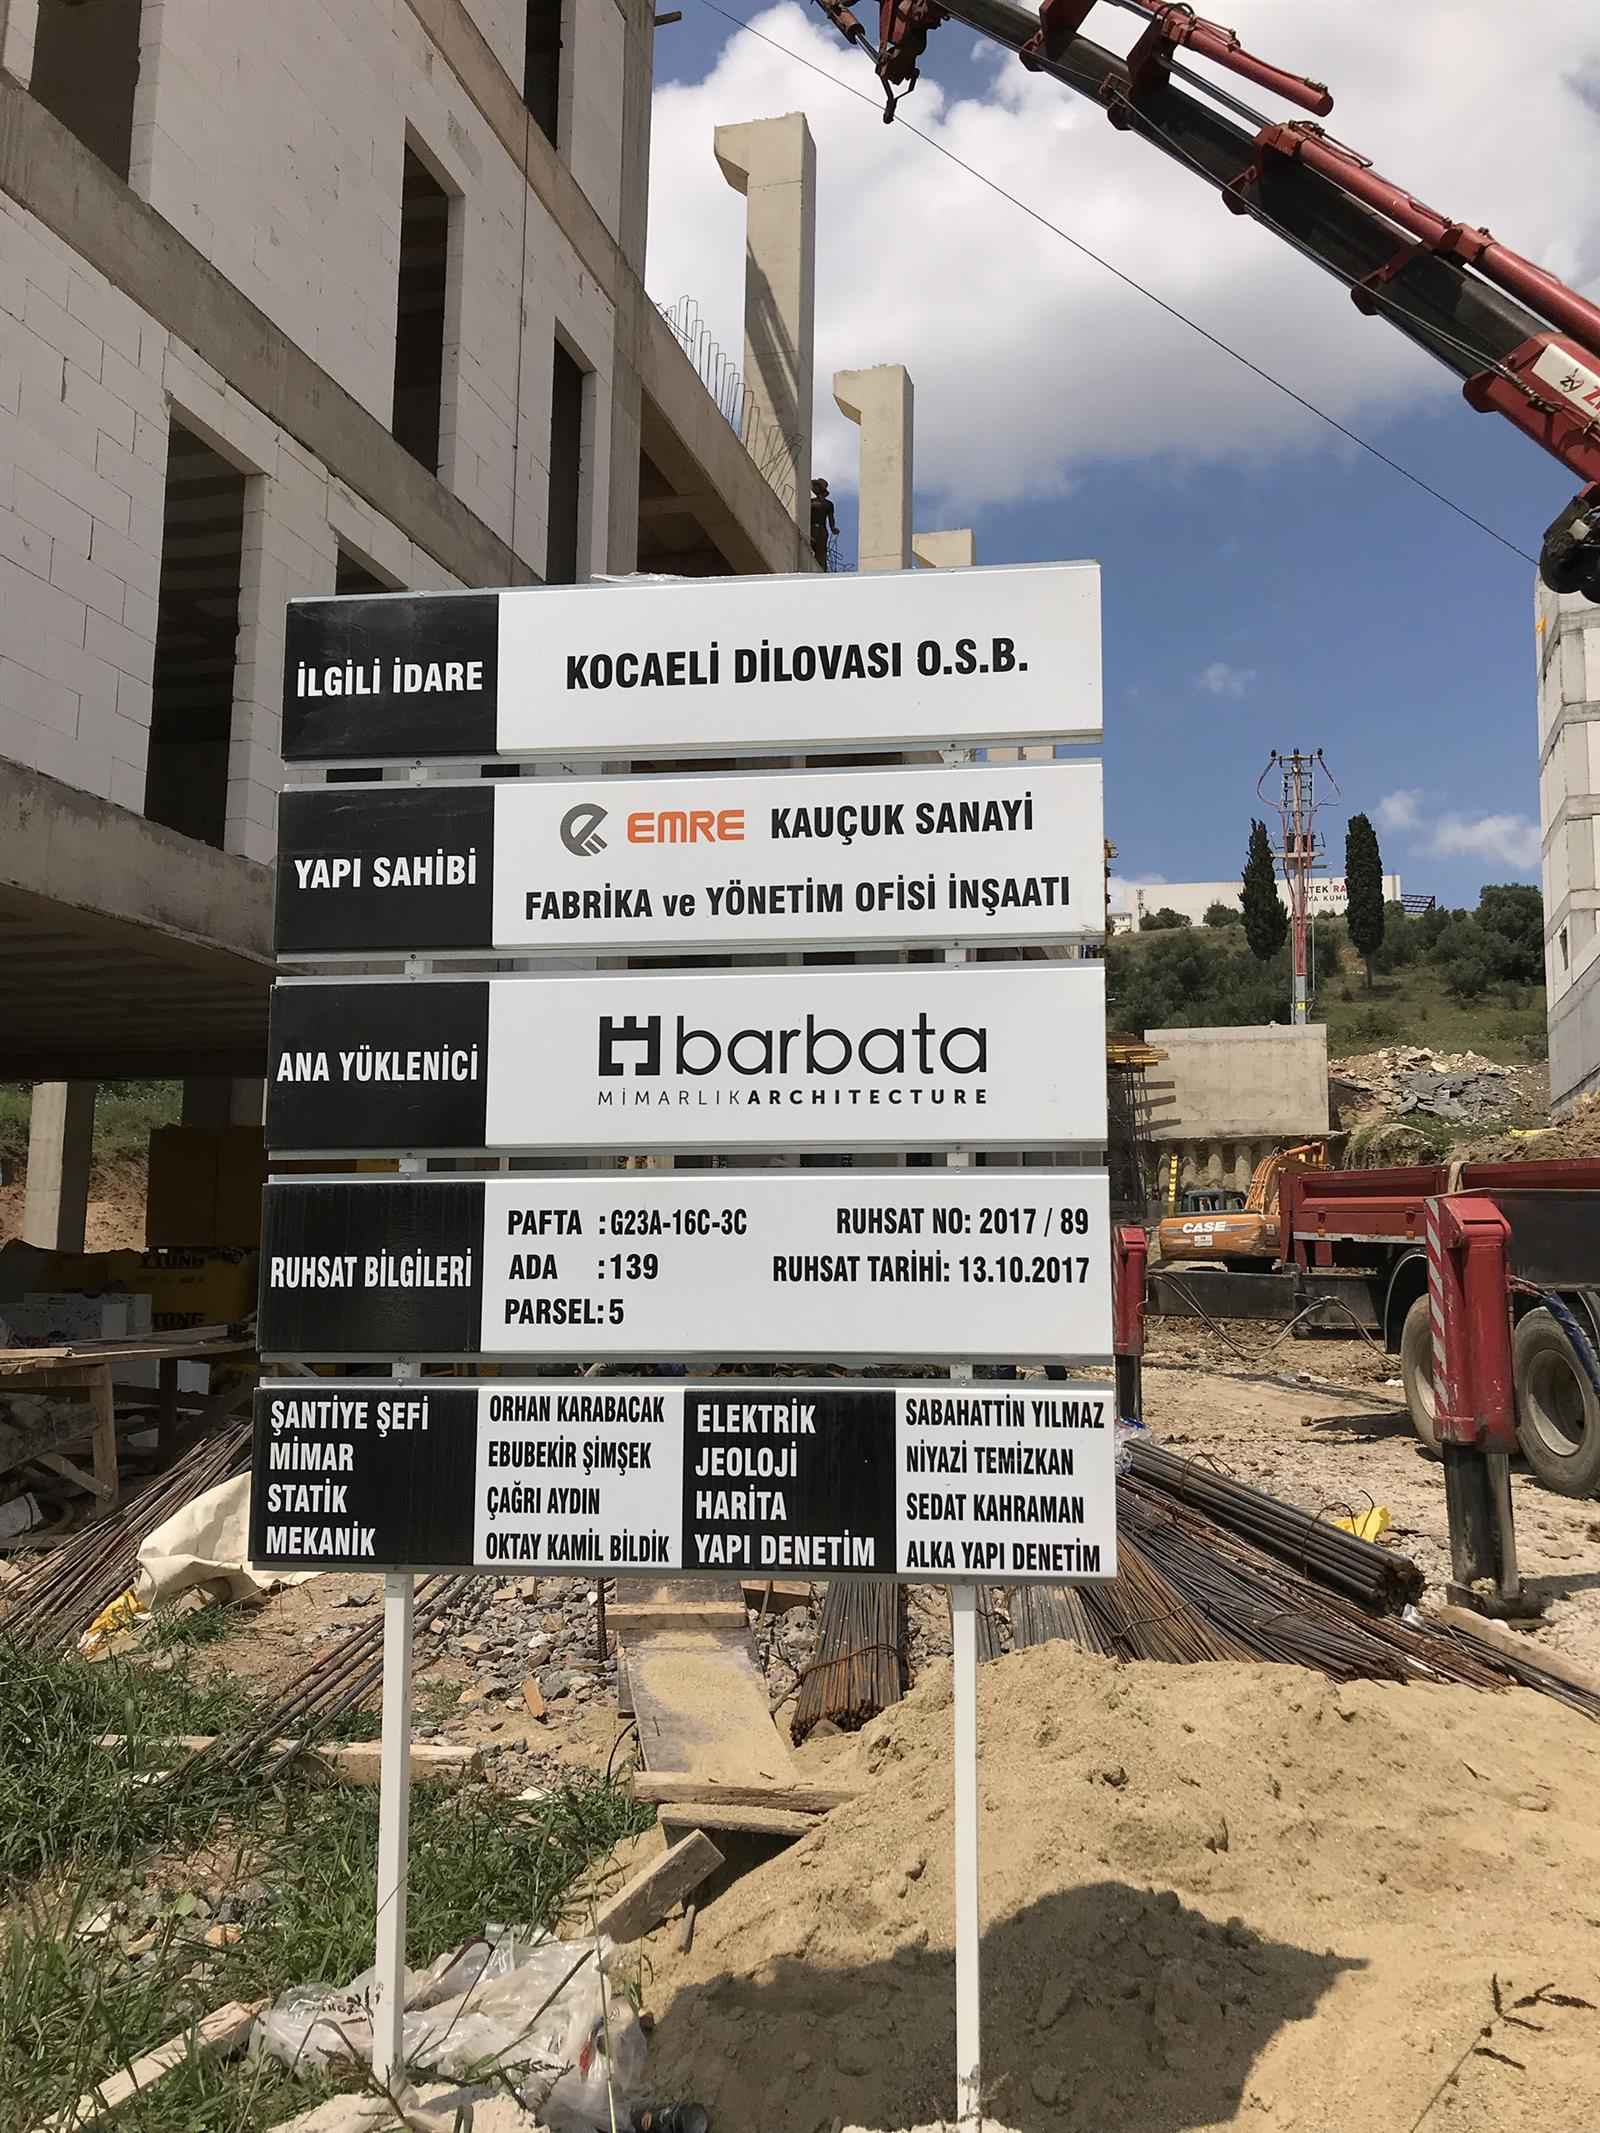 İLGİLİ İDARE
KOCAELİ DİLOVASI O.S.B.
YAPI SAHİBİ
EMRE KAUÇUK SANAYİ
FABRİKA ve YÖNETİM OFİSİ İNŞAATI
ANA YÜKLENİCİ
barbata
MİMARLIKARCHITECTURE
RUHSAT BİLGİLERİ
PAFTA : G23A-16C-3C
ADA : 139
PARSEL: 5
RUHSAT NO: 2017 / 89
RUHSAT TARİHİ: 13.10.2017
ŞANTİYE ŞEFİ ORHAN KARABACAK
MİMAR EBUBEKİR ŞİMŞEK
STATİK ÇAĞRI AYDIN
MEKANİK OKTAY KAMİL BİLDİK
ELEKTRİK SABAHATTİN YILMAZ
JEOLOJİ NİYAZİ TEMİZKAN
HARİTA SEDAT KAHRAMAN
YAPI DENETİM ALKA YAPI DENETİM
CASE